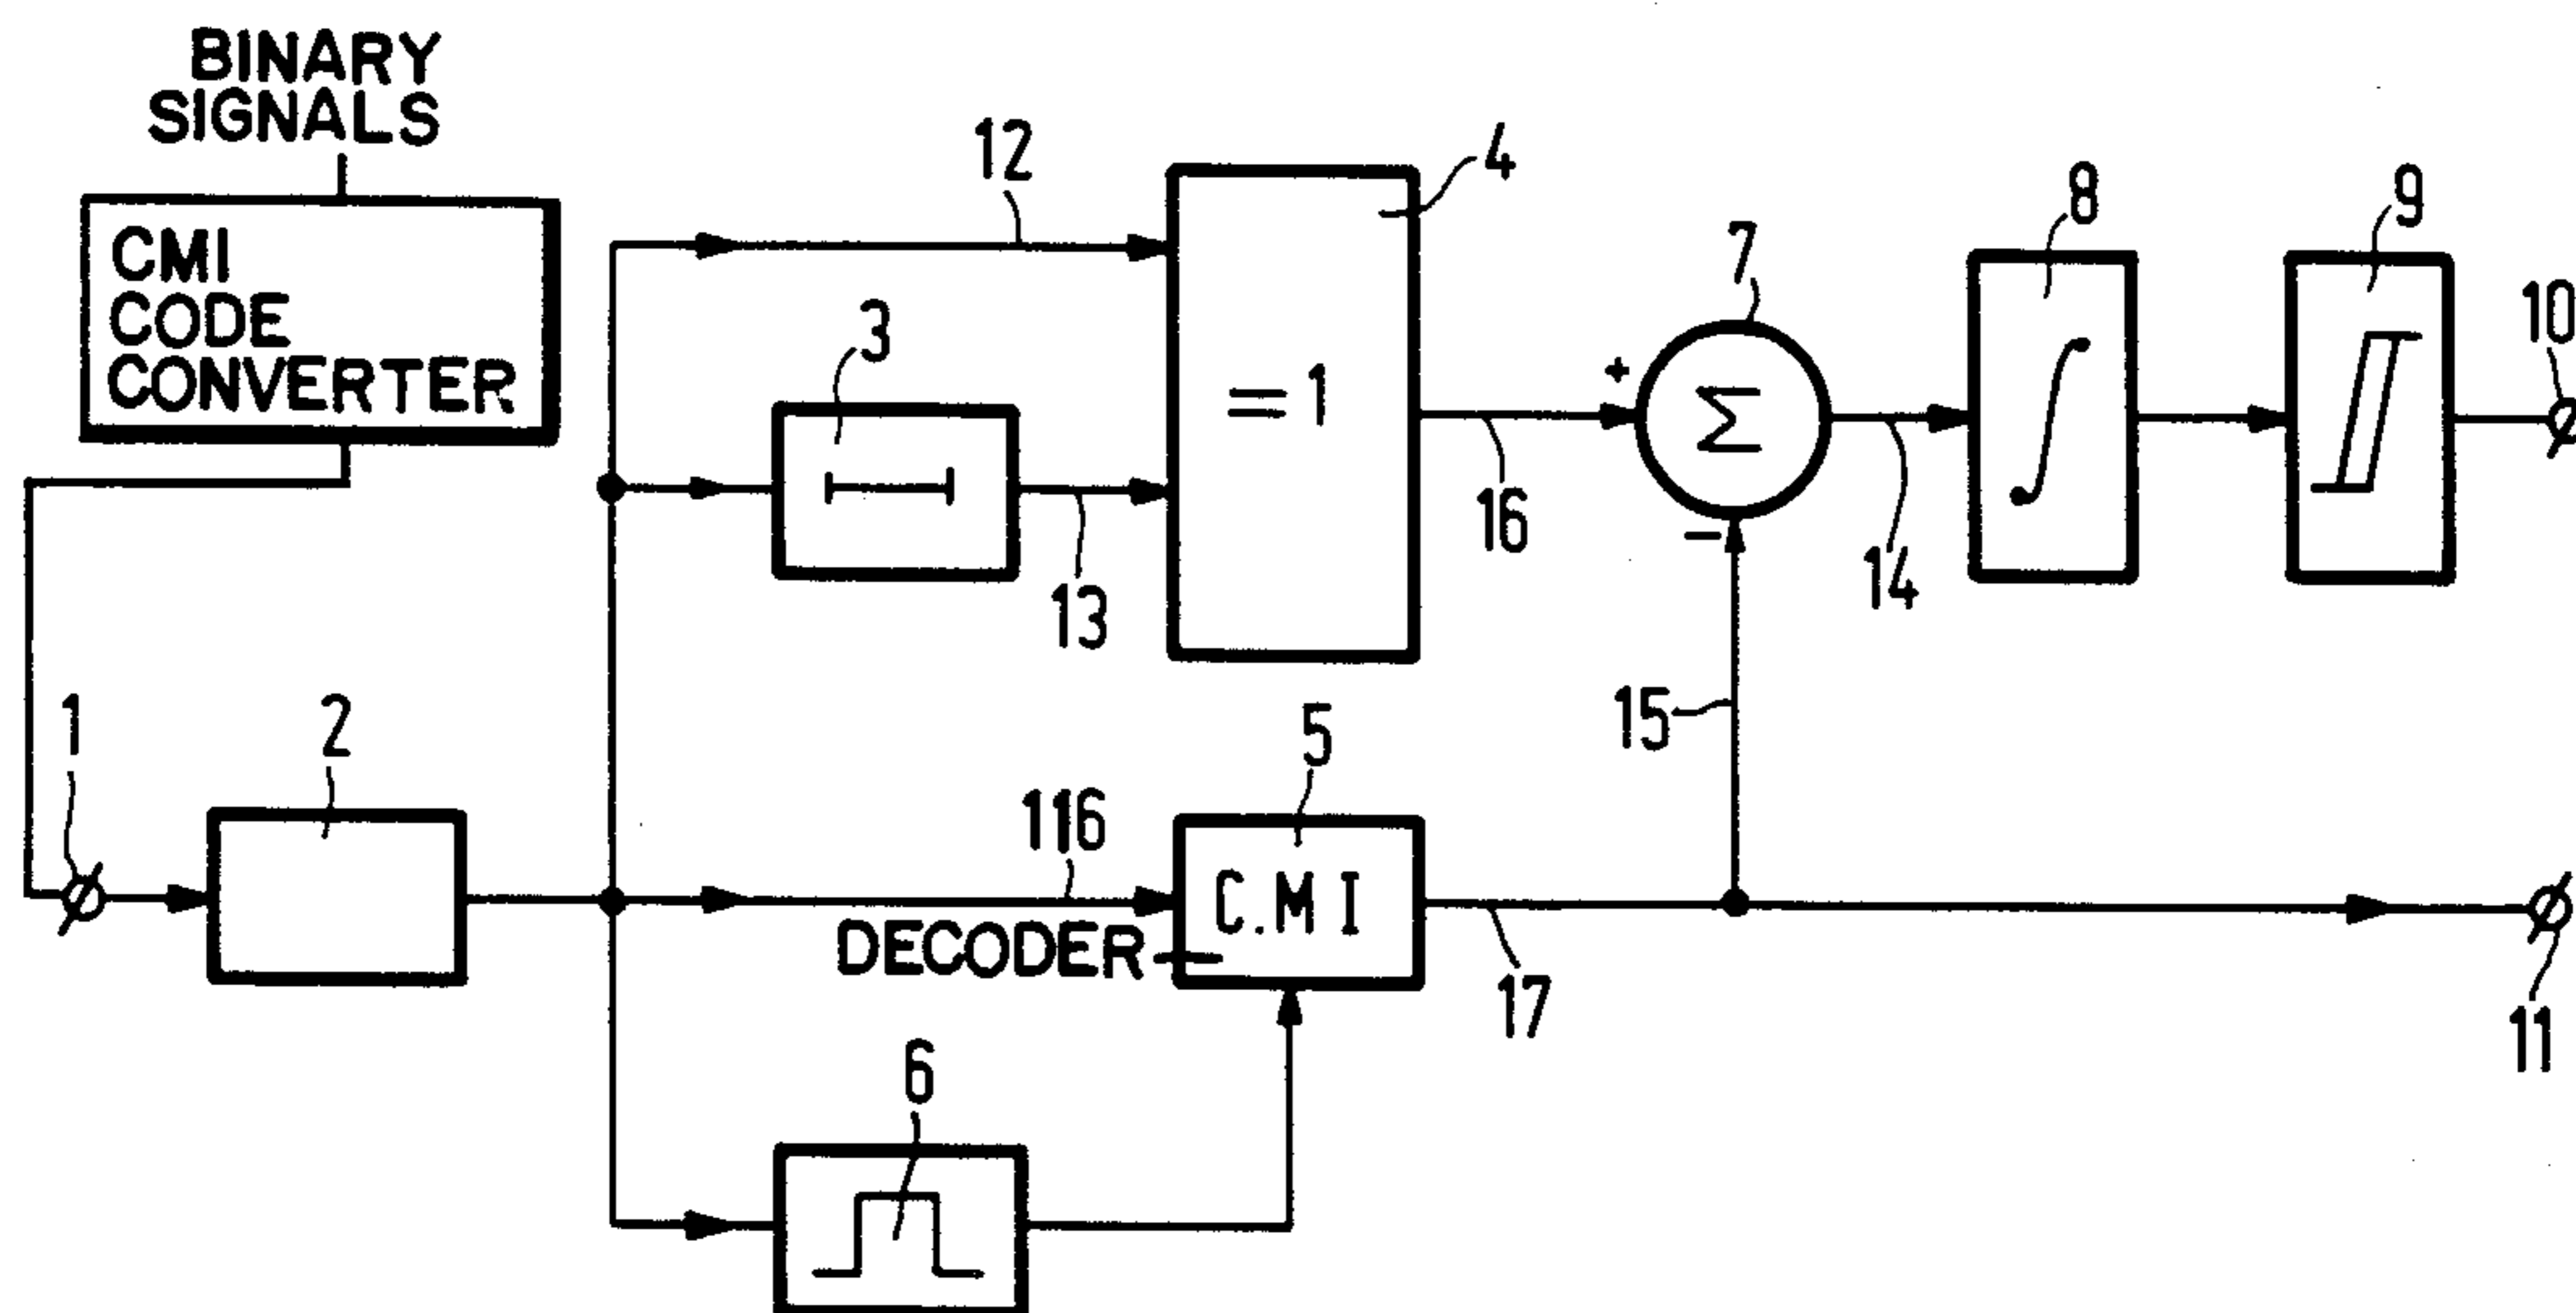 BINARY
SIGNALS
CMI
CODE
CONVERTER
12
4
8
9
7
10
3
= 1
+
Σ
16
14
13
−
15
1
2
5
116
C.MI
DECODER
17
11
6